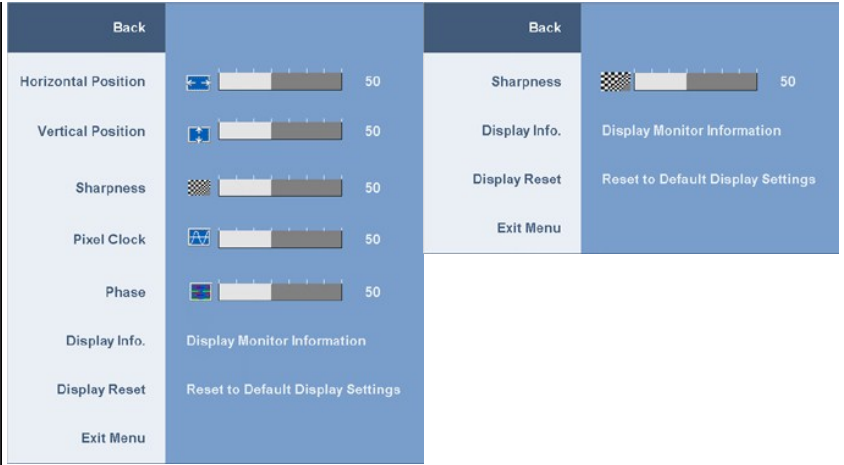 Back
Horizontal Position 50
Vertical Position 50
Sharpness 50
Pixel Clock 50
Phase 50
Display Info. Display Monitor Information
Display Reset Reset to Default Display Settings
Exit Menu
Back
Sharpness 50
Display Info. Display Monitor Information
Display Reset Reset to Default Display Settings
Exit Menu